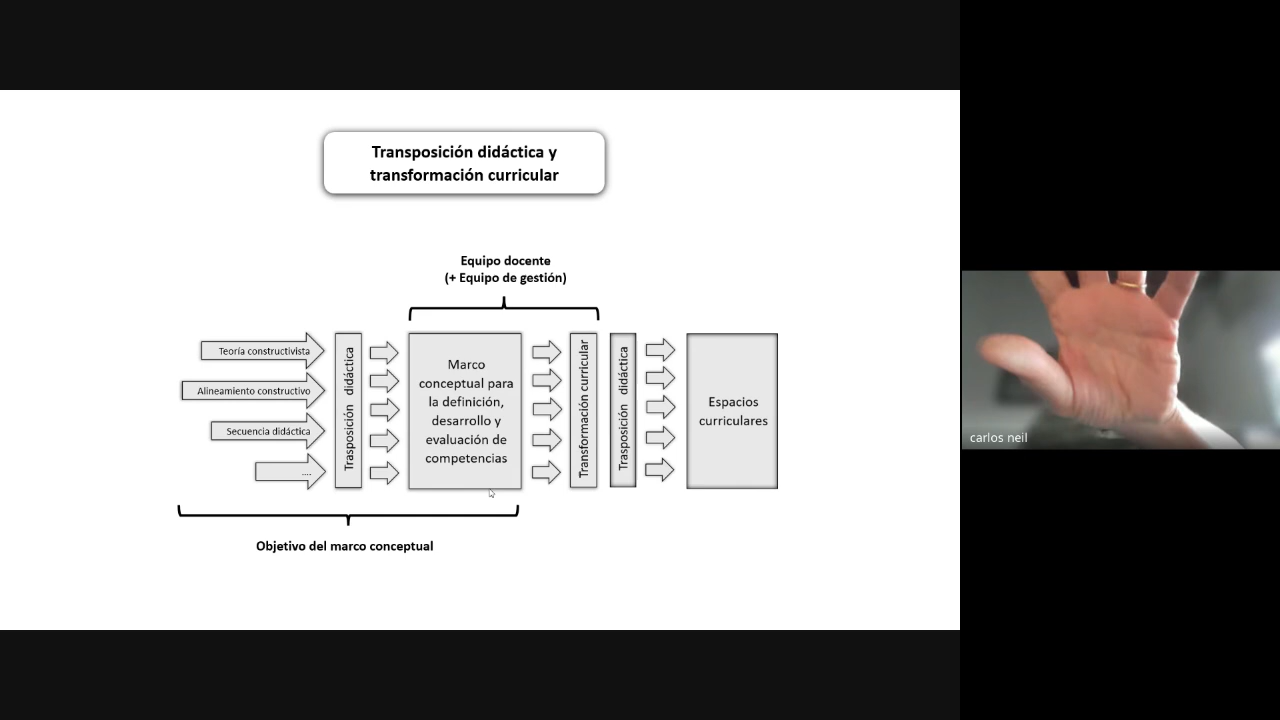 Transposición didáctica y
transformación curricular
Equipo docente
(+ Equipo de gestión)
Teoría constructivista
Alineamiento constructivo
Secuencia didáctica
....
Trasposición didáctica
Marco
conceptual para
la definición,
desarrollo y
evaluación de
competencias
Transformación curricular
Trasposición didáctica
Espacios
curriculares
Objetivo del marco conceptual
carlos neil